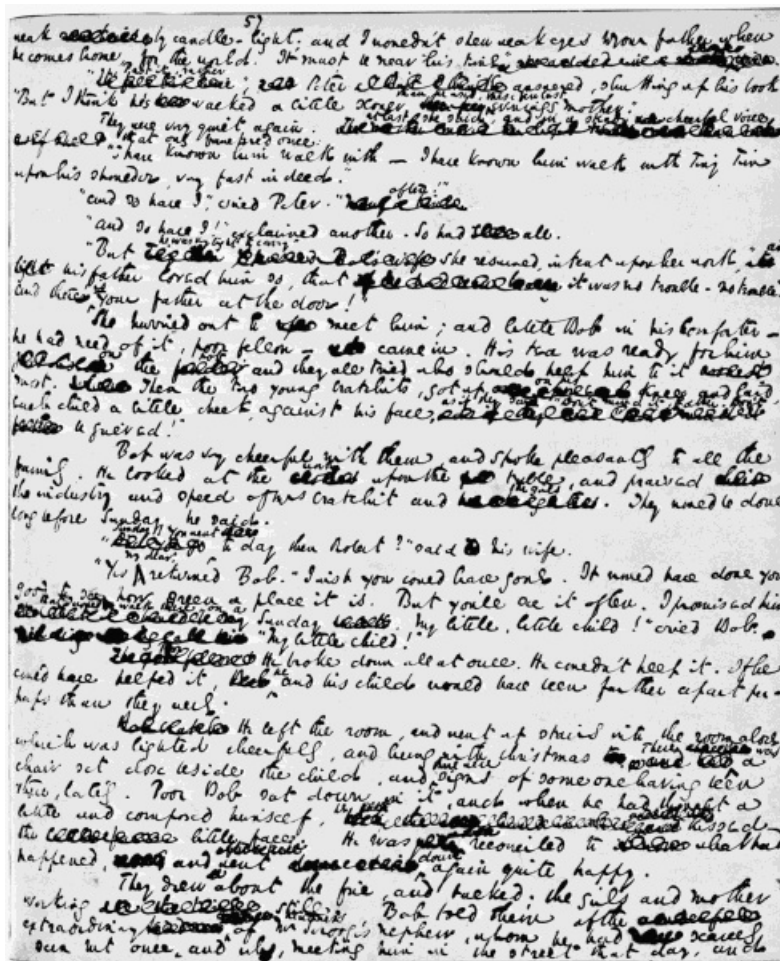 57
weak by candle-light, and I wouldn't shew weak eyes to your father when
he comes home, for the world. It must be near his time."
"Past it rather," Peter answered, shutting up his book
"But I think he's walked a little slower than he used, these few last evenings, mother."
They were very quiet again. At last she said, and in a steady cheerful voice
that only faltered once.
"I have known him walk with — I have known him walk with Tiny Tim
upon his shoulder, very fast indeed."
"and so have I," cried Peter. "often."
"and so have I!" exclaimed another. So had all.
"But he was very light to carry" she resumed, intent upon her work, "and
his father loved him so, that it was no trouble – no trouble.
and there is your father at the door!"
She hurried out to meet him; and little Bob in his comforter —
he had need of it, poor fellow — came in. His tea was ready for him
on the hob, and they all tried who should help him to it
most. Then the two young Cratchits got upon his knees and laid,
each child a little cheek, against his face, as if they said "Don't mind it father. Don't
be grieved!"
Bob was very cheerful with them, and spoke pleasantly to all the
family. He looked at the work upon the table, and praised
the industry and speed of Mrs Cratchit and the girls. They would be done
long before Sunday he said.
"Sunday! You went to day then Robert?" said his wife.
"Yes my dear," returned Bob. "I wish you could have gone. It would have done you
good to see how green a place it is. But you'll see it often. I promised him
that I would walk there on a Sunday. My little, little child!" cried Bob.
"My little child!"
He broke down all at once. He couldn't help it. If he
could have helped it, he and his child would have been farther apart per-
haps than they were.
He left the room, and went up stairs into the room above
which was lighted cheerfully, and hung with Christmas. There was a
chair set close beside the child, and there were signs of some one having been
there, lately. Poor Bob sat down in it, and when he had thought a
little and composed himself, he kissed
the little face. He was reconciled to what had
happened, and went down again quite happy.
They drew about the fire, and talked; the girls and mother
working still. Bob told them of the
extraordinary kindness of Mr Scrooge's nephew, whom he had scarcely
seen but once, and who, meeting him in the street that day, and